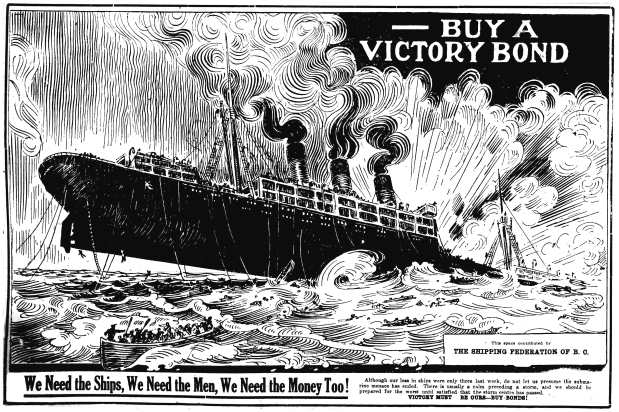 — BUY A
VICTORY BOND
This space contributed by
THE SHIPPING FEDERATION OF B. C.
We Need the Ships, We Need the Men, We Need the Money Too!
Although our loss in ships were only three last week, do not let us presume the subma-
rine menace has ended. There is usually a calm preceding a storm, and we should be
prepared for the worst until satisfied that the storm centre has passed.
VICTORY MUST BE OURS—BUY BONDS!